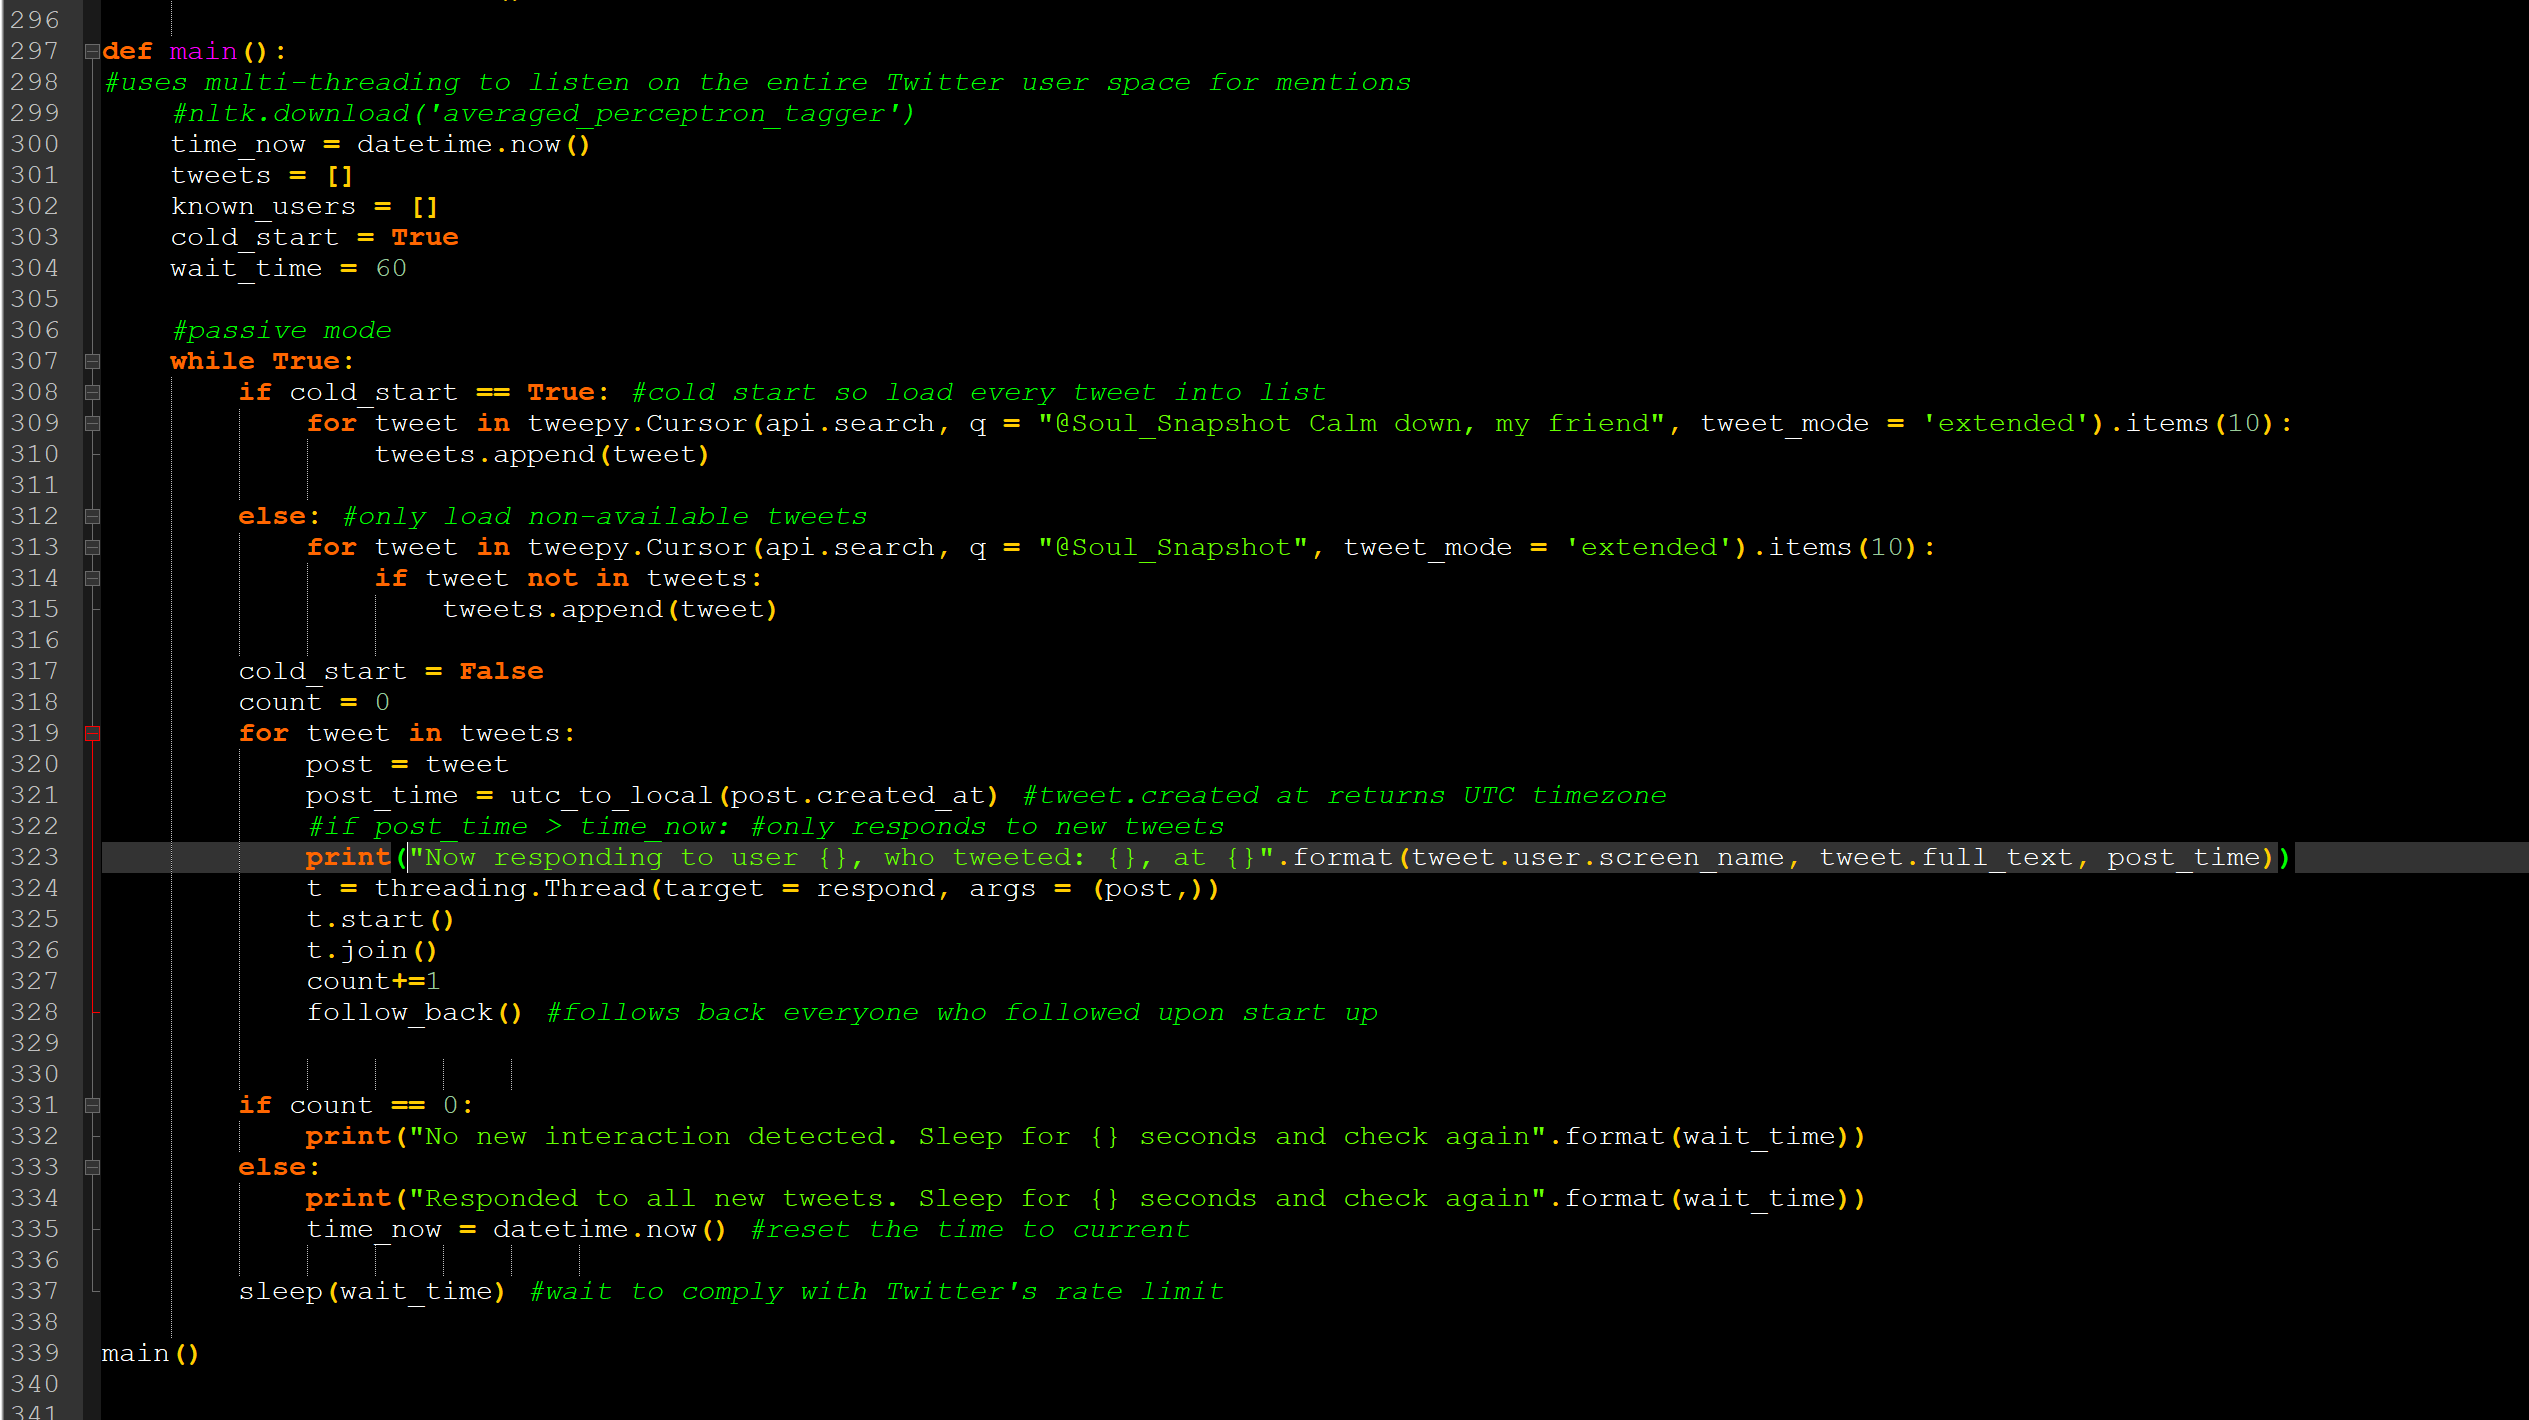 296
297 def main():
298 #uses multi-threading to listen on the entire Twitter user space for mentions
299     #nltk.download('averaged_perceptron_tagger')
300     time_now = datetime.now()
301     tweets = []
302     known_users = []
303     cold_start = True
304     wait_time = 60
305
306     #passive mode
307     while True:
308         if cold_start == True: #cold start so load every tweet into list
309             for tweet in tweepy.Cursor(api.search, q = "@Soul_Snapshot Calm down, my friend", tweet_mode = 'extended').items(10):
310                 tweets.append(tweet)
311
312         else: #only load non-available tweets
313             for tweet in tweepy.Cursor(api.search, q = "@Soul_Snapshot", tweet_mode = 'extended').items(10):
314                 if tweet not in tweets:
315                     tweets.append(tweet)
316
317         cold_start = False
318         count = 0
319         for tweet in tweets:
320             post = tweet
321             post_time = utc_to_local(post.created_at) #tweet.created at returns UTC timezone
322             #if post_time > time_now: #only responds to new tweets
323             print("Now responding to user {}, who tweeted: {}, at {}".format(tweet.user.screen_name, tweet.full_text, post_time))
324             t = threading.Thread(target = respond, args = (post,))
325             t.start()
326             t.join()
327             count+=1
328             follow_back() #follows back everyone who followed upon start up
329
330
331         if count == 0:
332             print("No new interaction detected. Sleep for {} seconds and check again".format(wait_time))
333         else:
334             print("Responded to all new tweets. Sleep for {} seconds and check again".format(wait_time))
335             time_now = datetime.now() #reset the time to current
336
337         sleep(wait_time) #wait to comply with Twitter's rate limit
338
339 main()
340
341